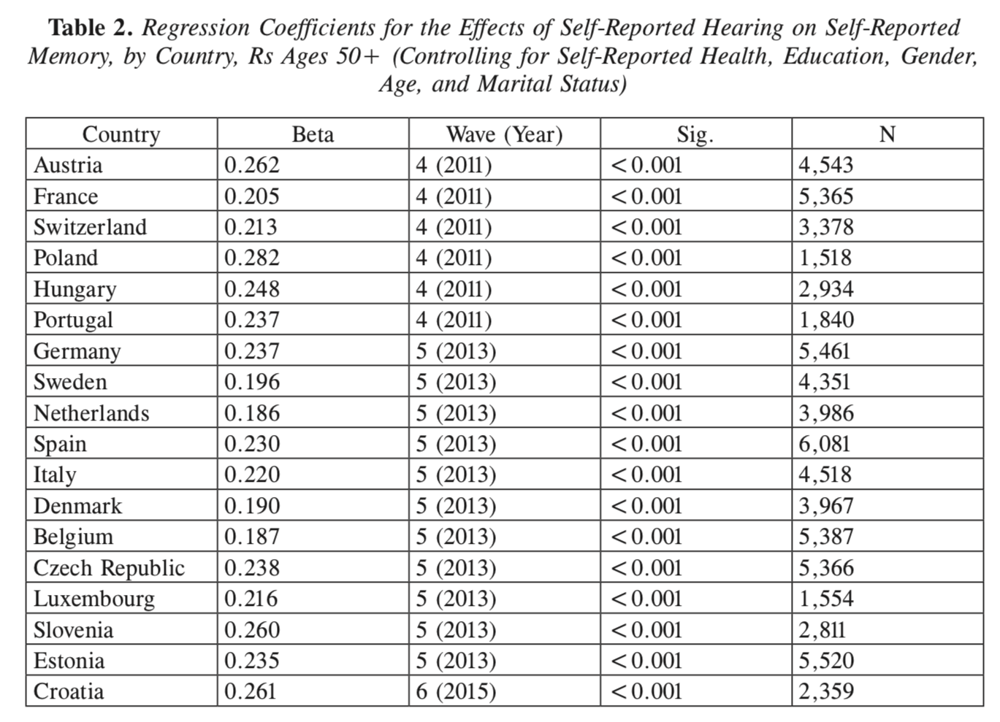 Table 2. Regression Coefficients for the Effects of Self-Reported Hearing on Self-Reported
Memory, by Country, Rs Ages 50+ (Controlling for Self-Reported Health, Education, Gender,
Age, and Marital Status)
Country Beta Wave (Year) Sig. N
Austria 0.262 4 (2011) <0.001 4,543
France 0.205 4 (2011) <0.001 5,365
Switzerland 0.213 4 (2011) <0.001 3,378
Poland 0.282 4 (2011) <0.001 1,518
Hungary 0.248 4 (2011) <0.001 2,934
Portugal 0.237 4 (2011) <0.001 1,840
Germany 0.237 5 (2013) <0.001 5,461
Sweden 0.196 5 (2013) <0.001 4,351
Netherlands 0.186 5 (2013) <0.001 3,986
Spain 0.230 5 (2013) <0.001 6,081
Italy 0.220 5 (2013) <0.001 4,518
Denmark 0.190 5 (2013) <0.001 3,967
Belgium 0.187 5 (2013) <0.001 5,387
Czech Republic 0.238 5 (2013) <0.001 5,366
Luxembourg 0.216 5 (2013) <0.001 1,554
Slovenia 0.260 5 (2013) <0.001 2,811
Estonia 0.235 5 (2013) <0.001 5,520
Croatia 0.261 6 (2015) <0.001 2,359